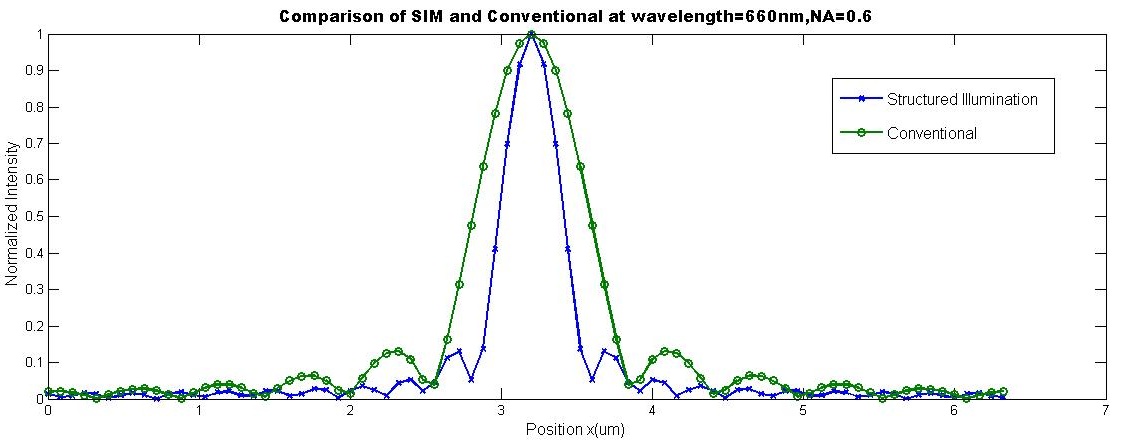 Comparison of SIM and Conventional at wavelength=660nm,NA=0.6
1
0.9
0.8
0.7
0.6
0.5
0.4
0.3
0.2
0.1
0
Normalized Intensity
Structured Illumination
Conventional
0 1 2 3 4 5 6 7
Position x(um)